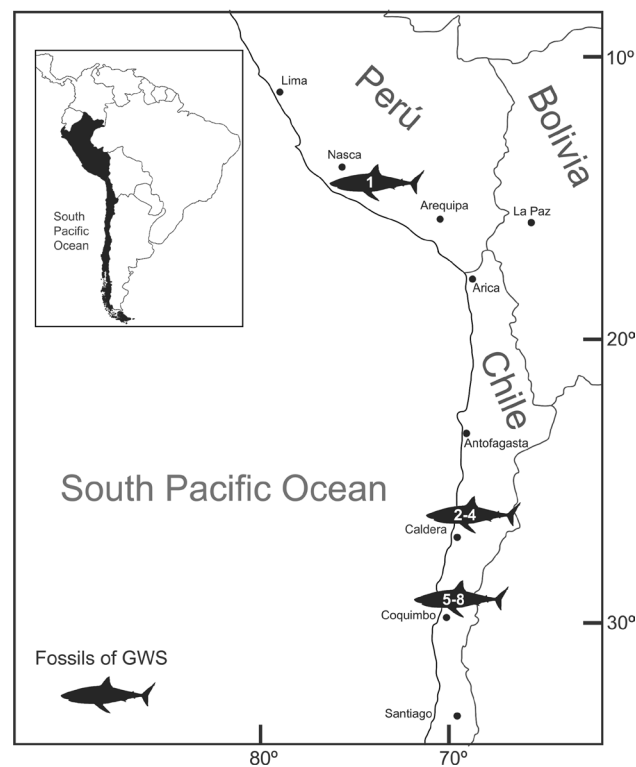 10º
Lima
Perú
Bolivia
Nasca
1
Arequipa
La Paz
South
Pacific
Ocean
Arica
20º
Chile
Antofagasta
South Pacific Ocean
2-4
Caldera
5-8
Coquimbo
30º
Fossils of GWS
Santiago
80º
70º